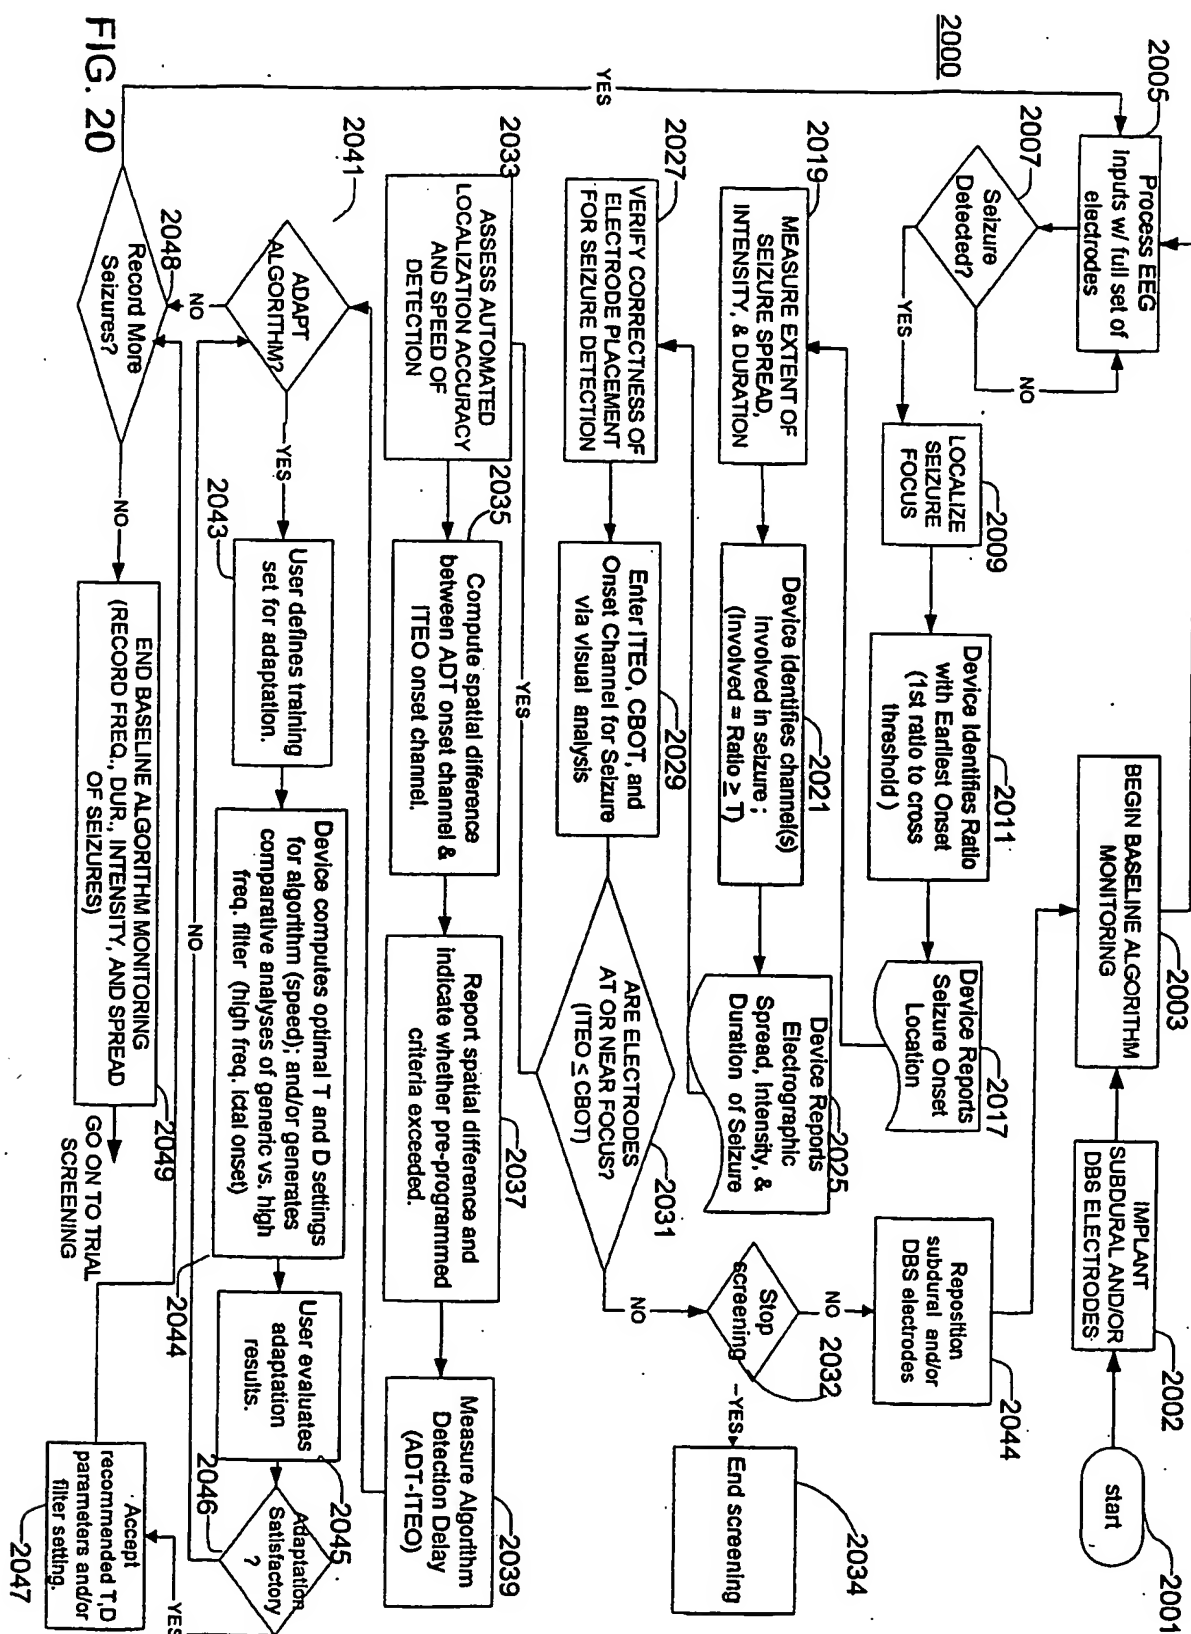 2000
start
2001
IMPLANT
SUBDURAL AND/OR
DBS ELECTRODES
2002
BEGIN BASELINE ALGORITHM
MONITORING
2003
2005
Process EEG
inputs w/ full set of
electrodes
2007
Seizure
Detected?
NO
YES
LOCALIZE
SEIZURE
FOCUS
2009
Device Identifies Ratio
with Earliest Onset
(1st ratio to cross
threshold )
2011
Device Reports
Seizure Onset
Location
2017
2019
MEASURE EXTENT OF
SEIZURE SPREAD,
INTENSITY, & DURATION
Device Identifies channel(s)
involved in seizure ;
(Involved = Ratio ≥ T)
2021
Device Reports
Electrographic
Spread, Intensity, &
Duration of Seizure
2025
2027
VERIFY CORRECTNESS OF
ELECTRODE PLACEMENT
FOR SEIZURE DETECTION
Enter ITEO, CBOT, and
Onset Channel for Seizure
via visual analysis
2029
ARE ELECTRODES
AT OR NEAR FOCUS?
(ITEO ≤ CBOT)
2031
NO
Stop
screening
2032
NO
Reposition
subdural and/or
DBS electrodes
2044
YES
End screening
2034
YES
2033
ASSESS AUTOMATED
LOCALIZATION ACCURACY
AND SPEED OF
DETECTION
2035
Compute spatial difference
between ADT onset channel &
ITEO onset channel.
Report spatial difference and
indicate whether pre-programmed
criteria exceeded.
2037
Measure Algorithm
Detection Delay
(ADT-ITEO)
2039
2041
ADAPT
ALGORITHM?
YES
NO
User defines training
set for adaptation.
2043
Device computes optimal T and D settings
for algorithm (speed); and/or generates
comparative analyses of generic vs. high
freq. filter (high freq. ictal onset)
2044
User evaluates
adaptation
results.
2045
Adaptation
Satisfactory
?
2046
NO
YES
Accept
recommended T,D
parameters and/or
filter setting.
2047
2048
Record More
Seizures?
YES
NO
END BASELINE ALGORITHM MONITORING
(RECORD FREQ., DUR., INTENSITY, AND SPREAD
OF SEIZURES)
2049
GO ON TO TRIAL
SCREENING
FIG. 20